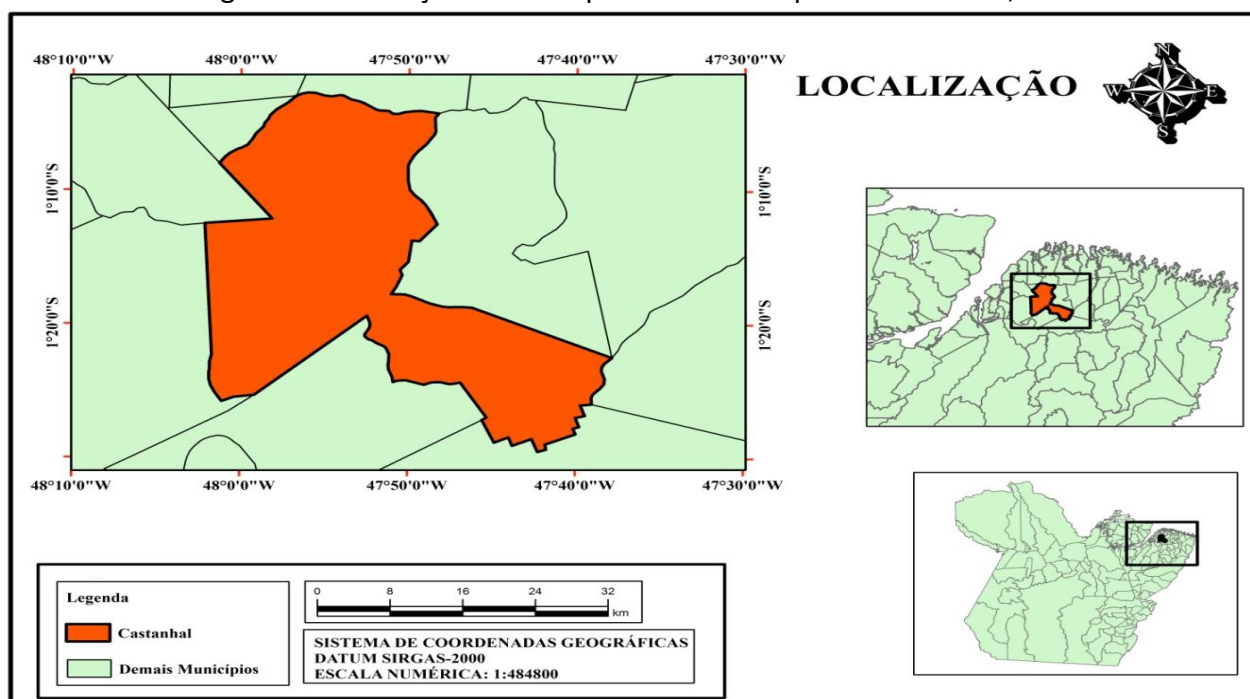 LOCALIZAÇÃO
N
W E
S
48°10'0"W 48°0'0"W 47°50'0"W 47°40'0"W 47°30'0"W
1°10'0"S 1°10'0"S
1°20'0"S 1°20'0"S
48°10'0"W 48°0'0"W 47°50'0"W 47°40'0"W 47°30'0"W
Legenda
Castanhal
Demais Municípios
0 8 16 24 32
km
SISTEMA DE COORDENADAS GEOGRÁFICAS
DATUM SIRGAS-2000
ESCALA NUMÉRICA: 1:484800